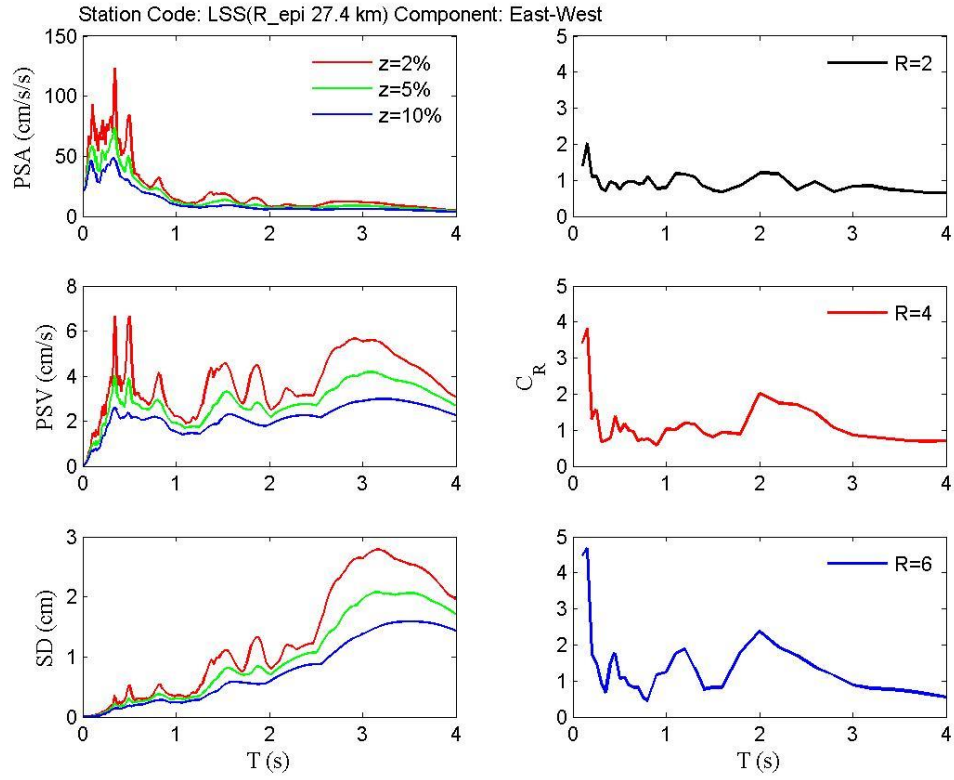 Station Code: LSS(R_epi 27.4 km) Component: East-West
PSA (cm/s/s)
150
100
50
0
0 1 2 3 4
z=2%
z=5%
z=10%
5
4
3
2
1
0
0 1 2 3 4
R=2
PSV (cm/s)
8
6
4
2
0
0 1 2 3 4
C_R
5
4
3
2
1
0
0 1 2 3 4
R=4
SD (cm)
3
2
1
0
0 1 2 3 4
T (s)
5
4
3
2
1
0
0 1 2 3 4
R=6
T (s)